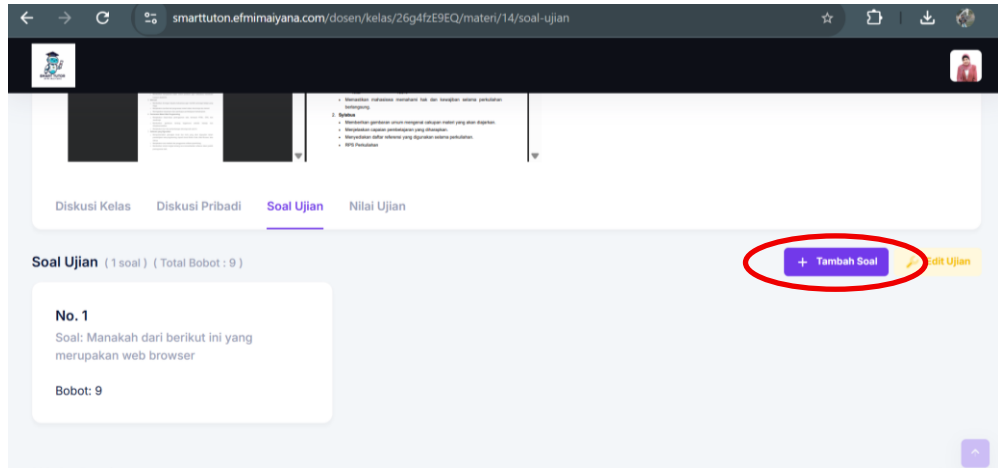 smarttuton.efmimaiyana.com/dosen/kelas/26g4fzE9EQ/materi/14/soal-ujian
Memastikan mahasiswa memahami hak dan kewajiban selama perkuliahan
berlangsung.
2. Syllabus
Memberikan gambaran umum mengenai cakupan materi yang akan diajarkan.
Menjelaskan capaian pembelajaran yang diharapkan.
Menyediakan daftar referensi yang digunakan selama perkuliahan.
RPS Perkuliahan
Diskusi Kelas Diskusi Pribadi Soal Ujian Nilai Ujian
Soal Ujian ( 1 soal ) ( Total Bobot : 9 )
+ Tambah Soal
Edit Ujian
No. 1
Soal: Manakah dari berikut ini yang
merupakan web browser
Bobot: 9